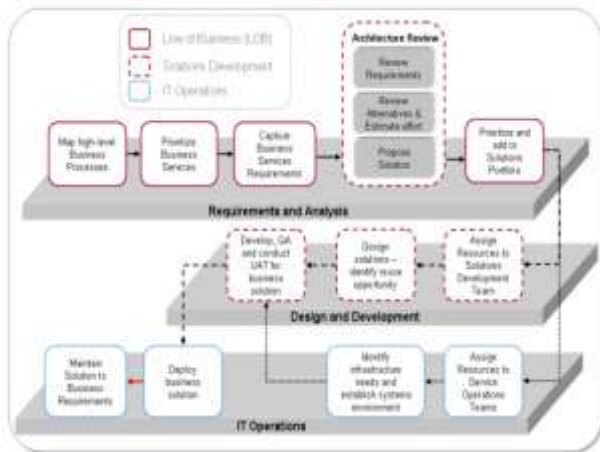 Line of Business (LOB)
Solutions Development
IT Operations
Architecture Review
Review
Requirements
Review
Alternatives &
Estimate effort
Propose
Solution
Map high-level
Business
Processes
Prioritize
Business
Services
Capture
Business
Services
Requirements
Prioritize and
add to
Solutions
Portfolio
Requirements and Analysis
Develop, QA
and conduct
UAT for
business
solution
Design
solutions –
identify reuse
opportunity
Assign
Resources to
Solutions
Development
Team
Design and Development
Maintain
Solution to
Business
Requirements
Deploy
business
solution
Identify
infrastructure
needs and
establish systems
environment
Assign
Resources to
Service
Operations
Teams
IT Operations